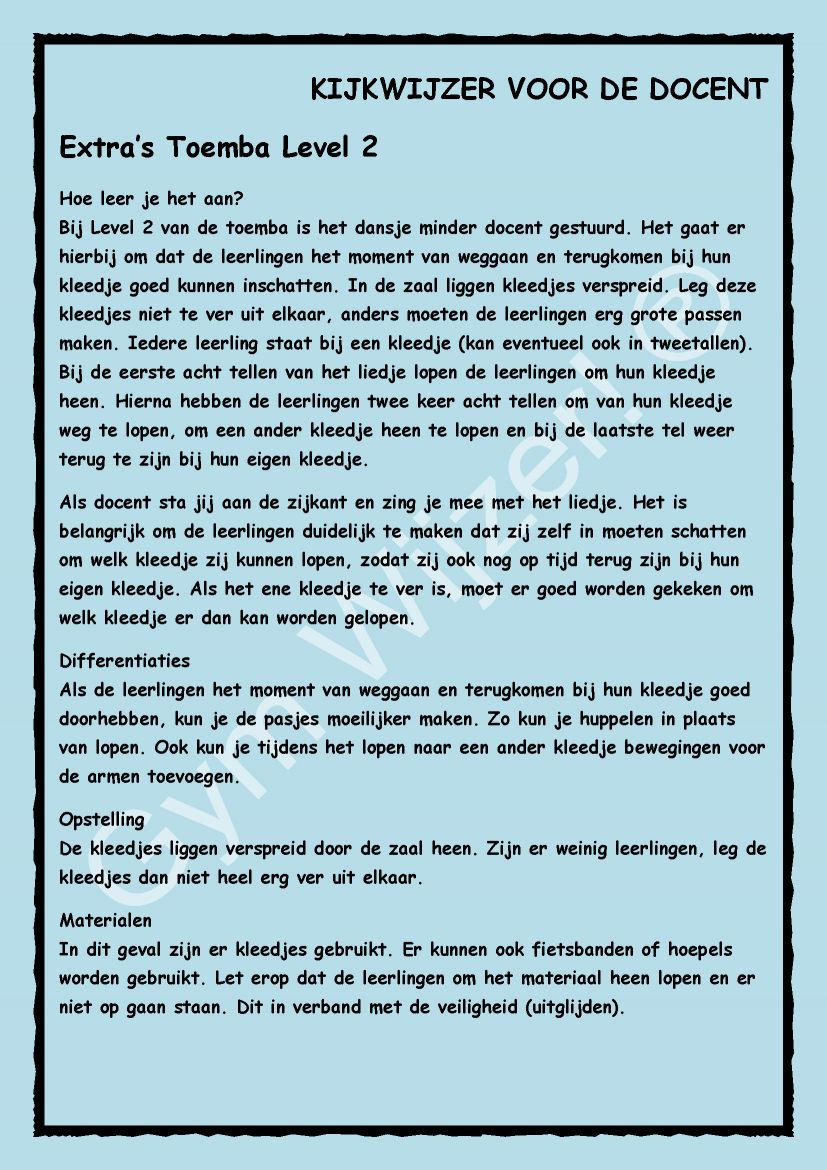 KIJKWIJZER VOOR DE DOCENT
Extra's Toemba Level 2
Hoe leer je het aan?
Bij Level 2 van de toemba is het dansje minder docent gestuurd. Het gaat er
hierbij om dat de leerlingen het moment van weggaan en terugkomen bij hun
kleedje goed kunnen inschatten. In de zaal liggen kleedjes verspreid. Leg deze
kleedjes niet te ver uit elkaar, anders moeten de leerlingen erg grote passen
maken. Iedere leerling staat bij een kleedje (kan eventueel ook in tweetallen).
Bij de eerste acht tellen van het liedje lopen de leerlingen om hun kleedje
heen. Hierna hebben de leerlingen twee keer acht tellen om van hun kleedje
weg te lopen, om een ander kleedje heen te lopen en bij de laatste tel weer
terug te zijn bij hun eigen kleedje.
Als docent sta jij aan de zijkant en zing je mee met het liedje. Het is
belangrijk om de leerlingen duidelijk te maken dat zij zelf in moeten schatten
om welk kleedje zij kunnen lopen, zodat zij ook nog op tijd terug zijn bij hun
eigen kleedje. Als het ene kleedje te ver is, moet er goed worden gekeken om
welk kleedje er dan kan worden gelopen.
Differentiaties
Als de leerlingen het moment van weggaan en terugkomen bij hun kleedje goed
doorhebben, kun je de pasjes moeilijker maken. Zo kun je huppelen in plaats
van lopen. Ook kun je tijdens het lopen naar een ander kleedje bewegingen voor
de armen toevoegen.
Opstelling
De kleedjes liggen verspreid door de zaal heen. Zijn er weinig leerlingen, leg de
kleedjes dan niet heel erg ver uit elkaar.
Materialen
In dit geval zijn er kleedjes gebruikt. Er kunnen ook fietsbanden of hoepels
worden gebruikt. Let erop dat de leerlingen om het materiaal heen lopen en er
niet op gaan staan. Dit in verband met de veiligheid (uitglijden).
Gym Wijzer! ℗